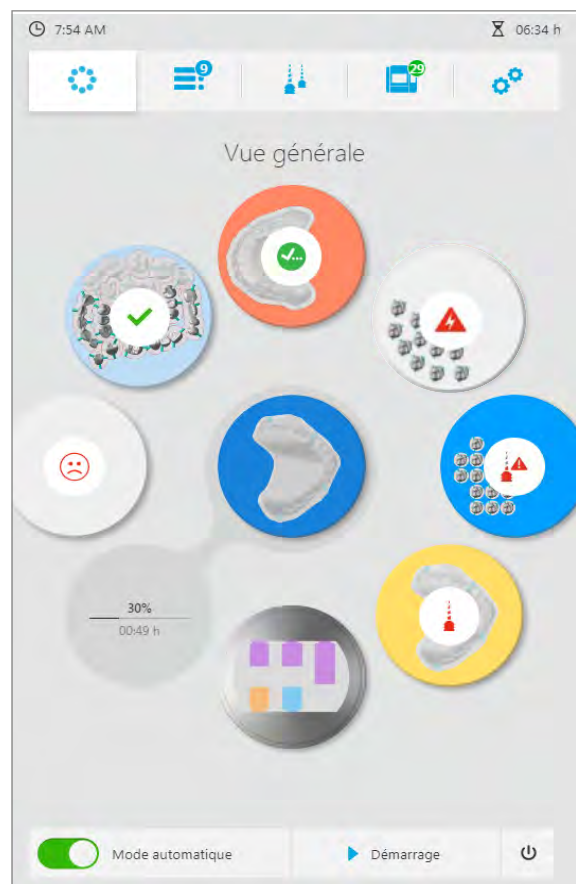 7:54 AM
06:34 h
9
29
Vue générale
30%
00:49 h
Mode automatique
Démarrage